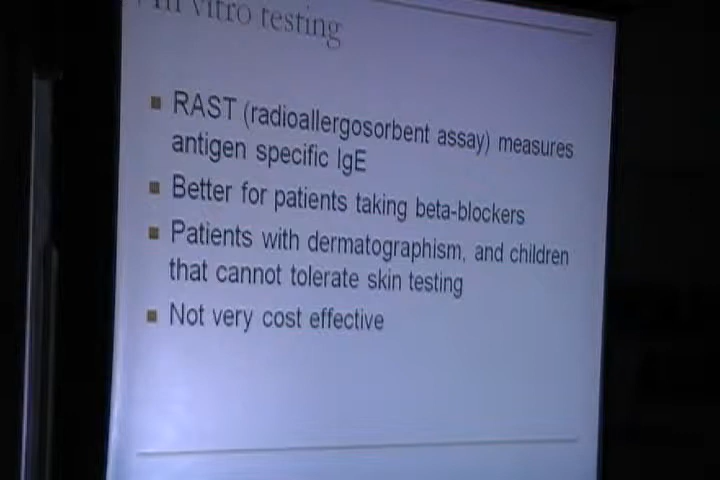 In vitro testing
RAST (radioallergosorbent assay) measures
antigen specific IgE
Better for patients taking beta-blockers
Patients with dermatographism, and children
that cannot tolerate skin testing
Not very cost effective